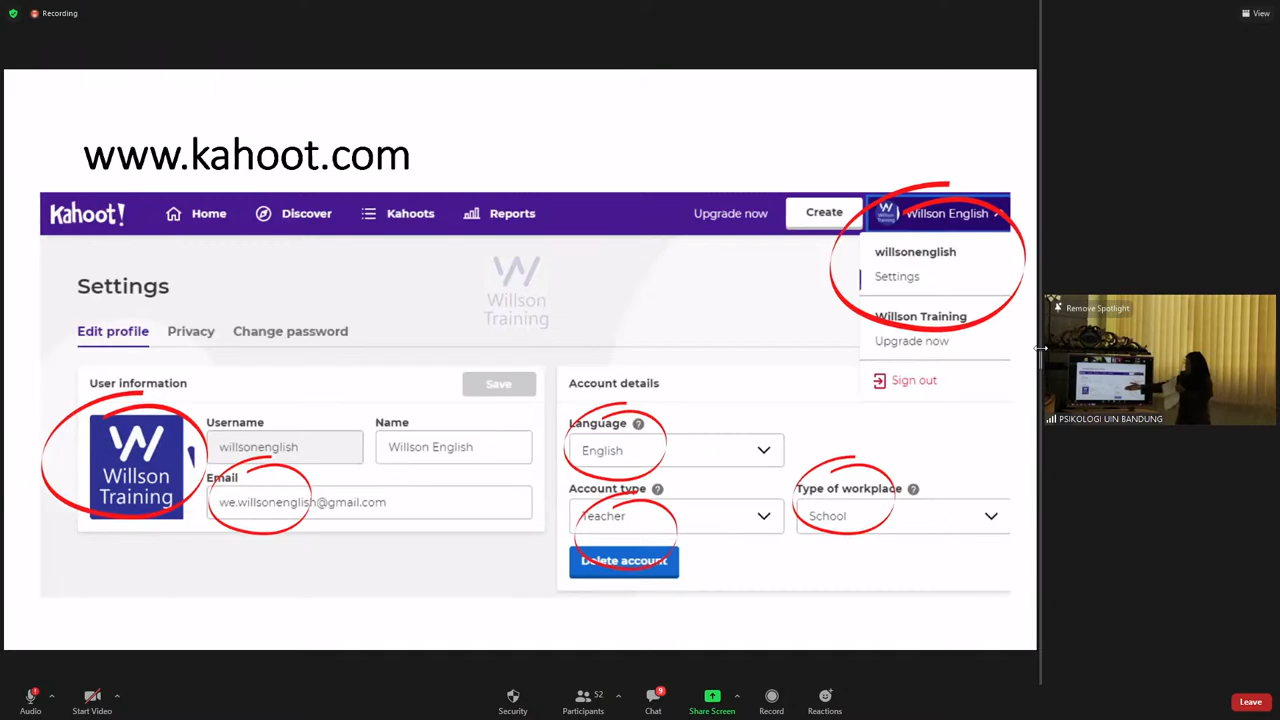 Recording
View
www.kahoot.com
Kahoot!
Home
Discover
Kahoots
Reports
Upgrade now
Create
Willson Training
Willson English
willsonenglish
Settings
Willson Training
Upgrade now
Sign out
Settings
Willson
Training
Edit profile
Privacy
Change password
User information
Save
Willson
Training
Username
Name
willsonenglish
Willson English
Email
we.willsonenglish@gmail.com
Account details
Language ?
English
Account type ?
Type of workplace ?
Teacher
School
Delete account
Remove Spotlight
PSIKOLOGI UIN BANDUNG
Audio
Start Video
Security
Participants
52
Chat
9
Share Screen
Record
Reactions
Leave